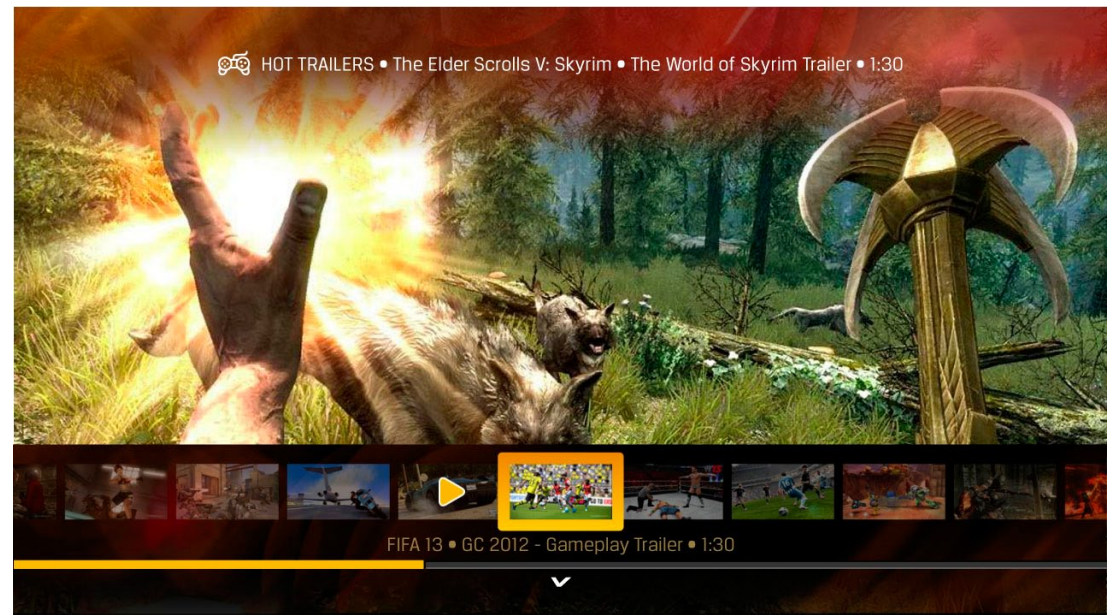 HOT TRAILERS • The Elder Scrolls V: Skyrim • The World of Skyrim Trailer • 1:30
FIFA 13 • GC 2012 - Gameplay Trailer • 1:30